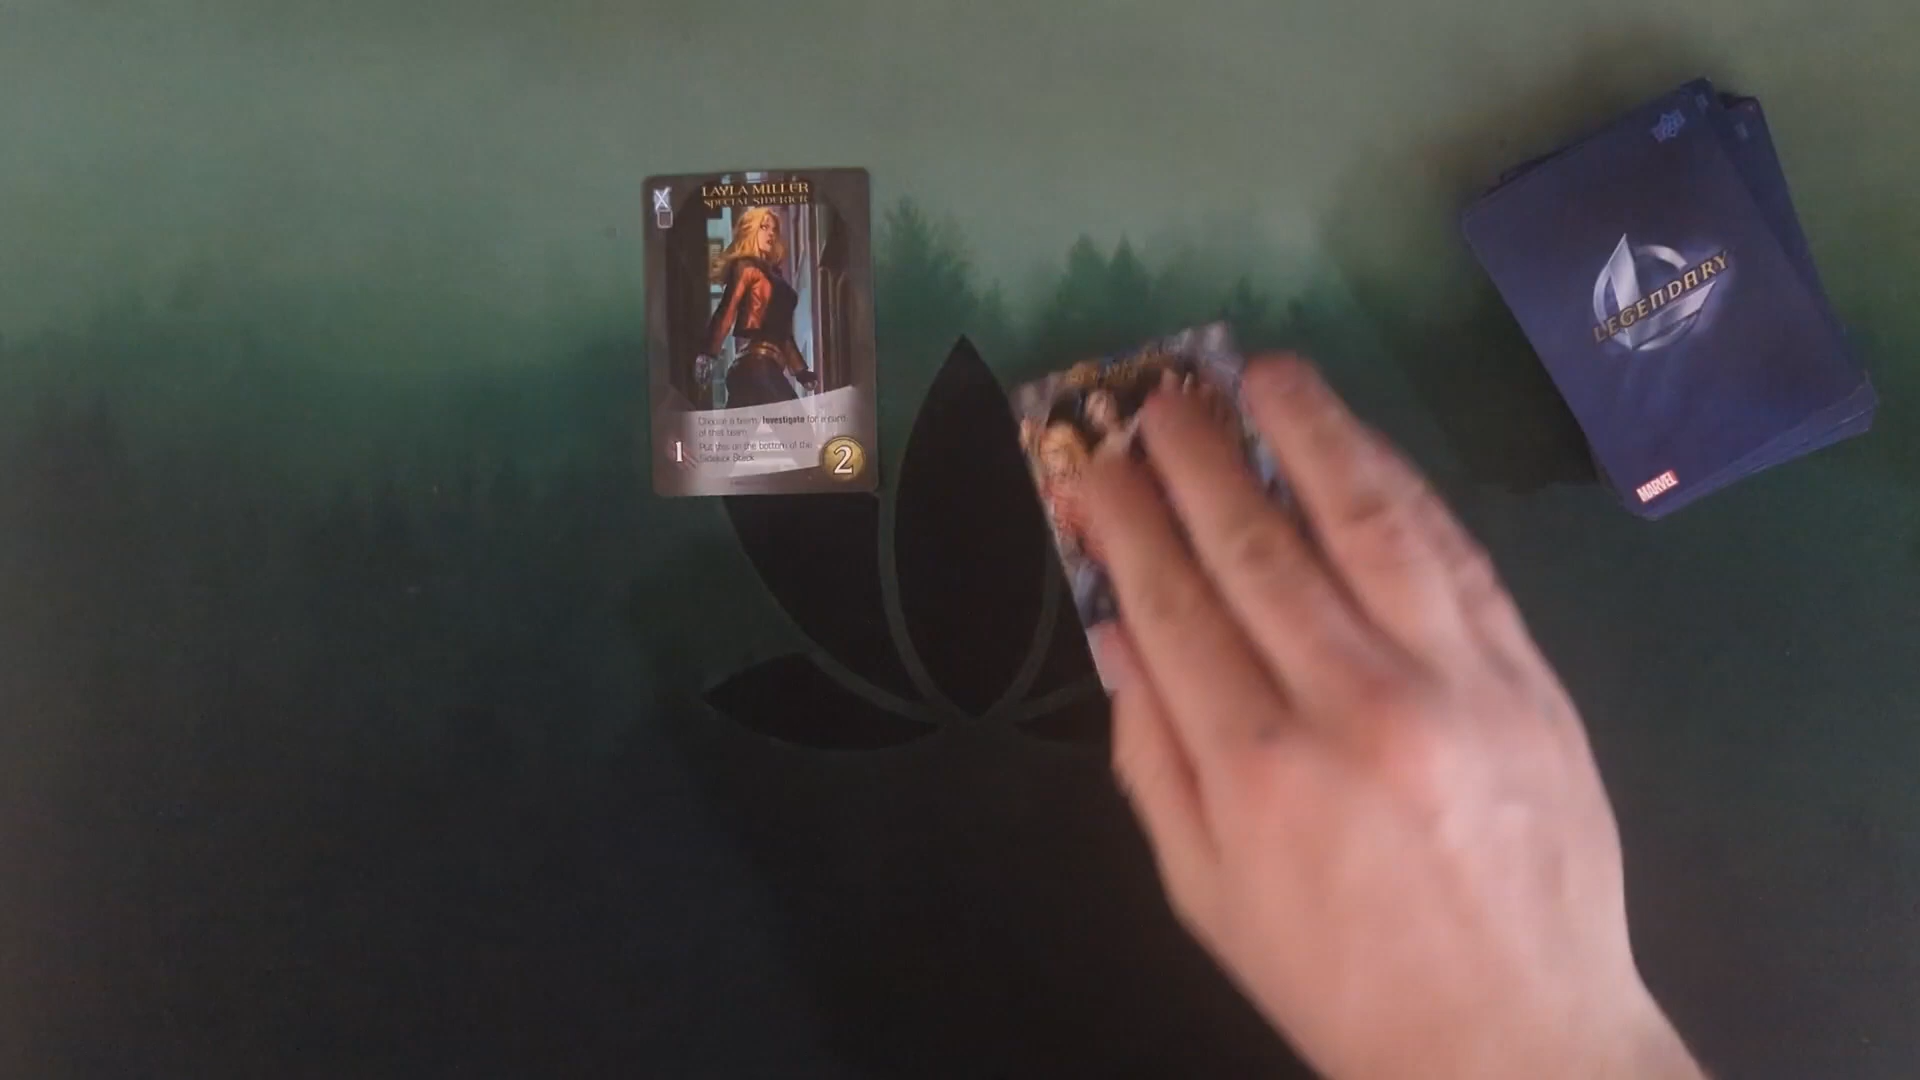 LAYLA MILLER
SPECIAL SIDEKICK
Choose a team. Investigate for a card
of that team.
Put this on the bottom of the
Sidekick Stack.
1
2
LEGENDARY
MARVEL